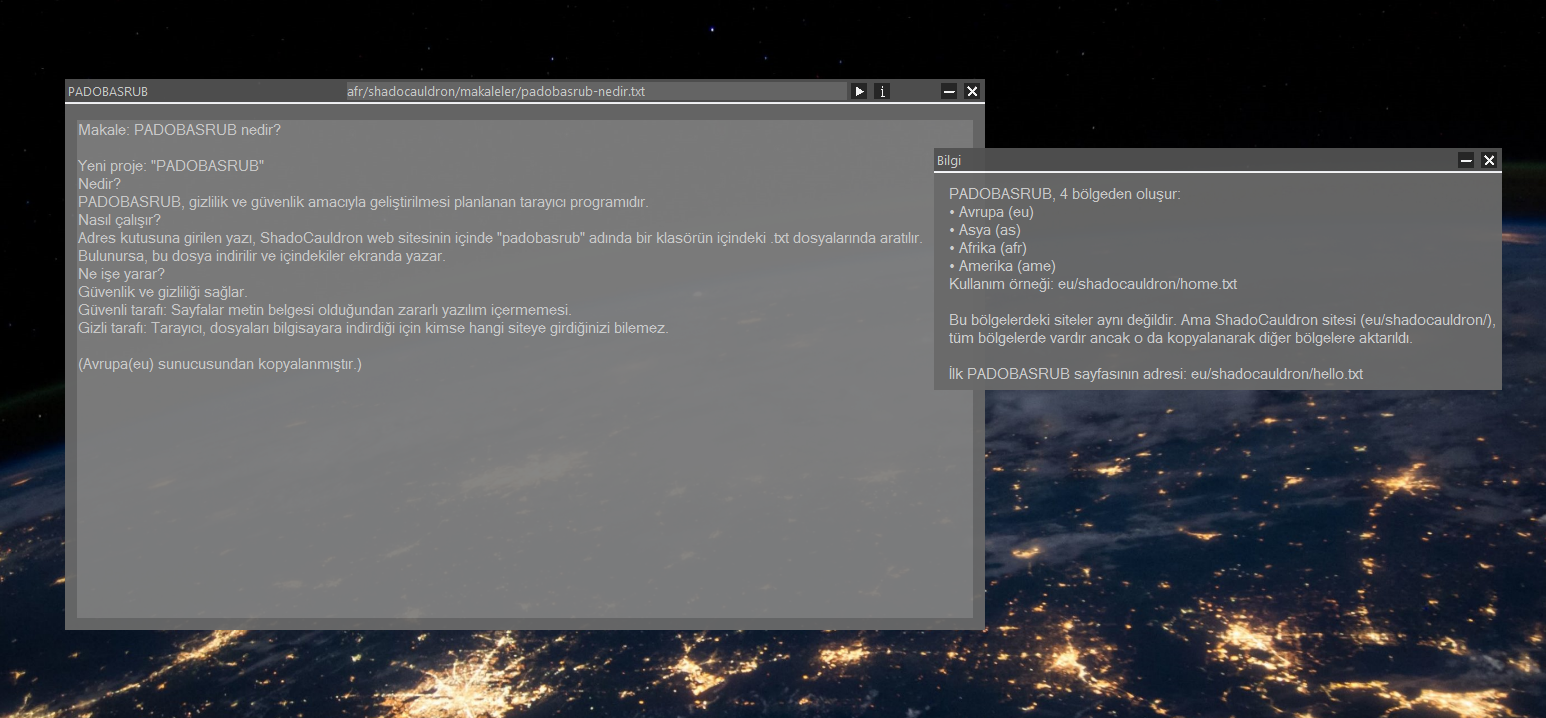 PADOBASRUB
afr/shadocauldron/makaleler/padobasrub-nedir.txt
i
Makale: PADOBASRUB nedir?
Yeni proje: "PADOBASRUB"
Nedir?
PADOBASRUB, gizlilik ve güvenlik amacıyla geliştirilmesi planlanan tarayıcı programıdır.
Nasıl çalışır?
Adres kutusuna girilen yazı, ShadoCauldron web sitesinin içinde "padobasrub" adında bir klasörün içindeki .txt dosyalarında aratılır.
Bulunursa, bu dosya indirilir ve içindekiler ekranda yazar.
Ne işe yarar?
Güvenlik ve gizliliği sağlar.
Güvenli tarafı: Sayfalar metin belgesi olduğundan zararlı yazılım içermemesi.
Gizli tarafı: Tarayıcı, dosyaları bilgisayara indirdiği için kimse hangi siteye girdiğinizi bilemez.
(Avrupa(eu) sunucusundan kopyalanmıştır.)
Bilgi
PADOBASRUB, 4 bölgeden oluşur:
• Avrupa (eu)
• Asya (as)
• Afrika (afr)
• Amerika (ame)
Kullanım örneği: eu/shadocauldron/home.txt
Bu bölgelerdeki siteler aynı değildir. Ama ShadoCauldron sitesi (eu/shadocauldron/),
tüm bölgelerde vardır ancak o da kopyalanarak diğer bölgelere aktarıldı.
İlk PADOBASRUB sayfasının adresi: eu/shadocauldron/hello.txt